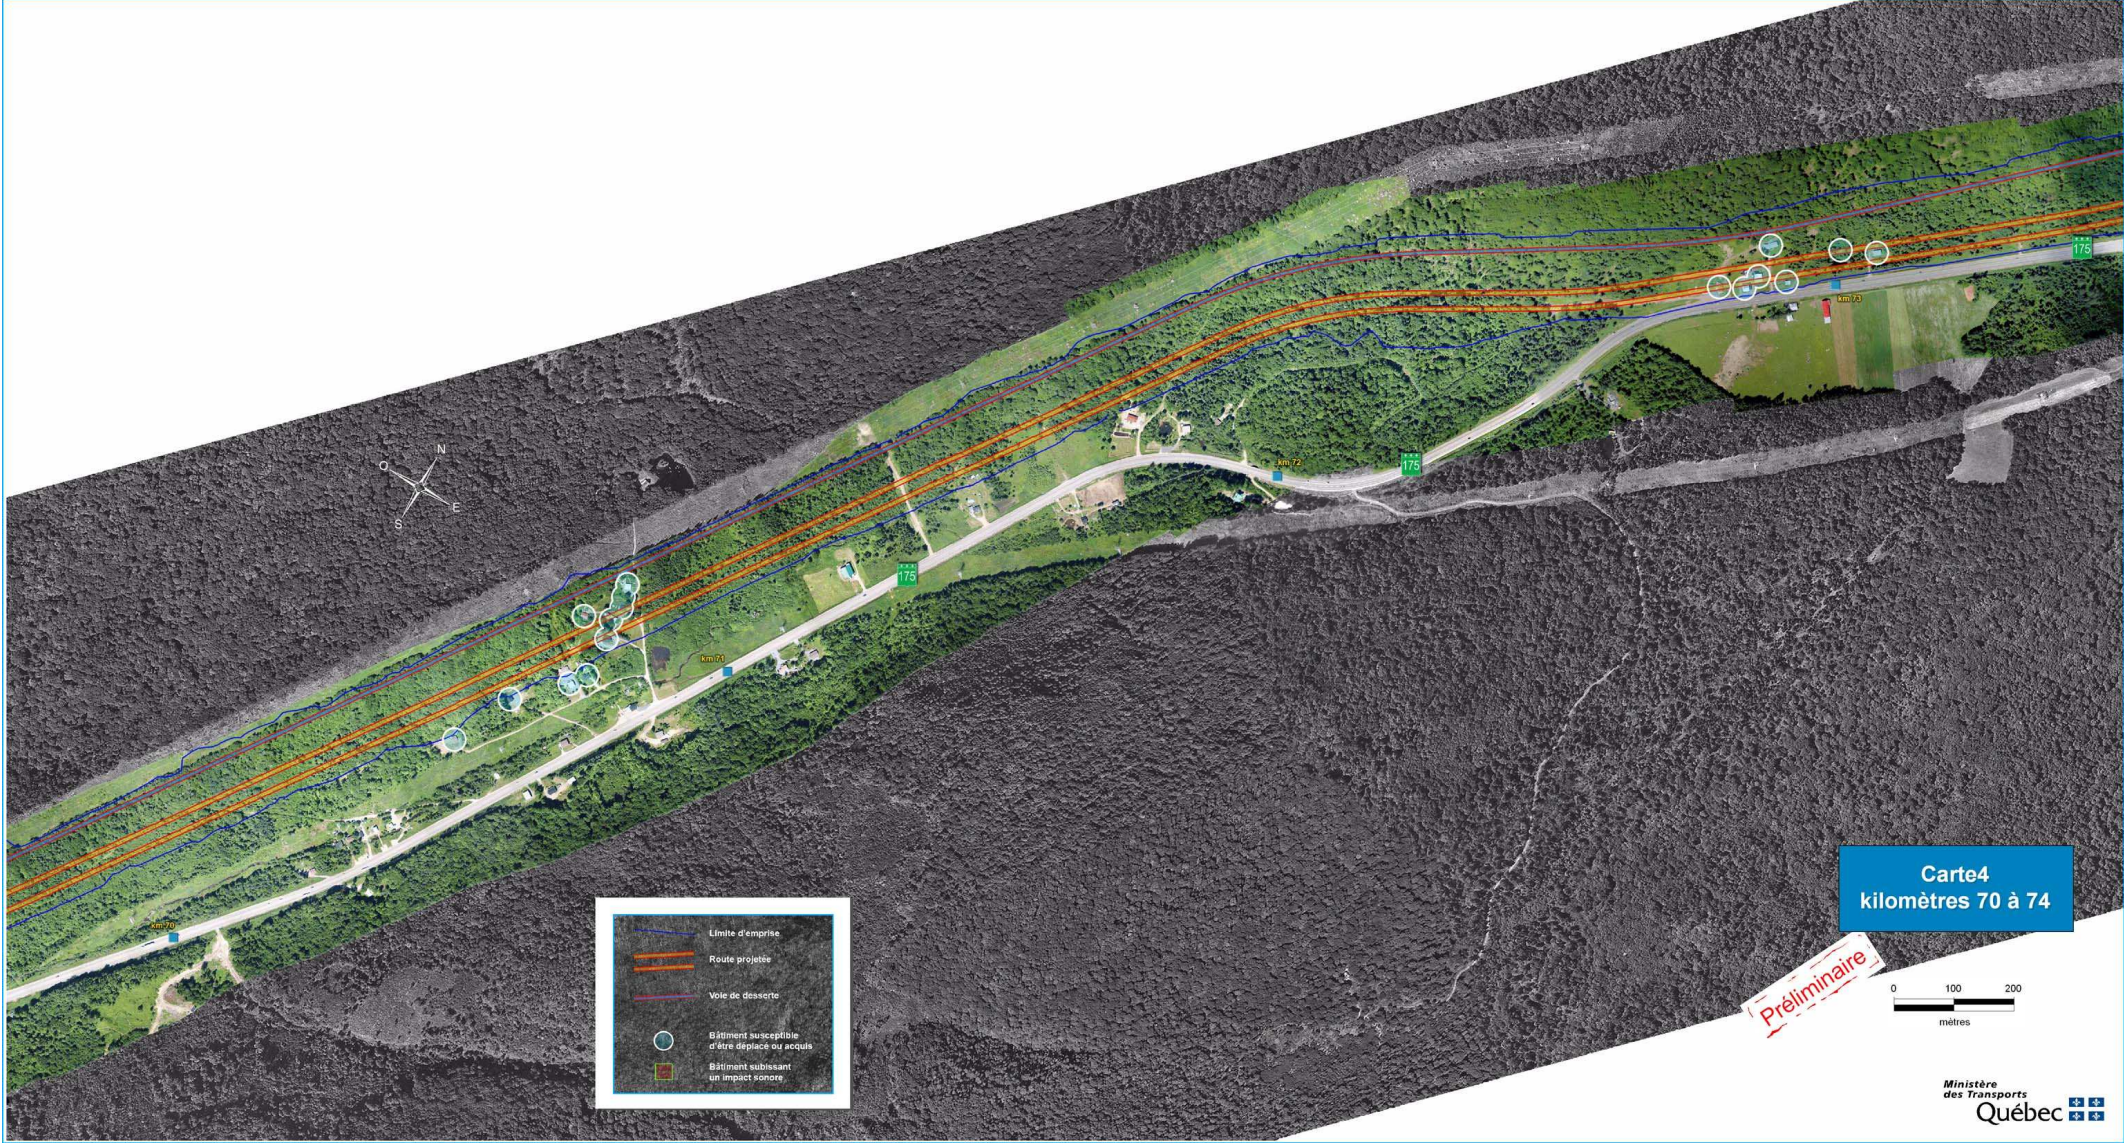 175
km 73
km 72
175
N
O
E
S
175
km 71
km 70
Limite d'emprise
Route projetée
Voie de desserte
Bâtiment susceptible
d'être déplacé ou acquis
Bâtiment subissant
un impact sonore
Carte4
kilomètres 70 à 74
Préliminaire
0 100 200
mètres
Ministère
des Transports
Québec